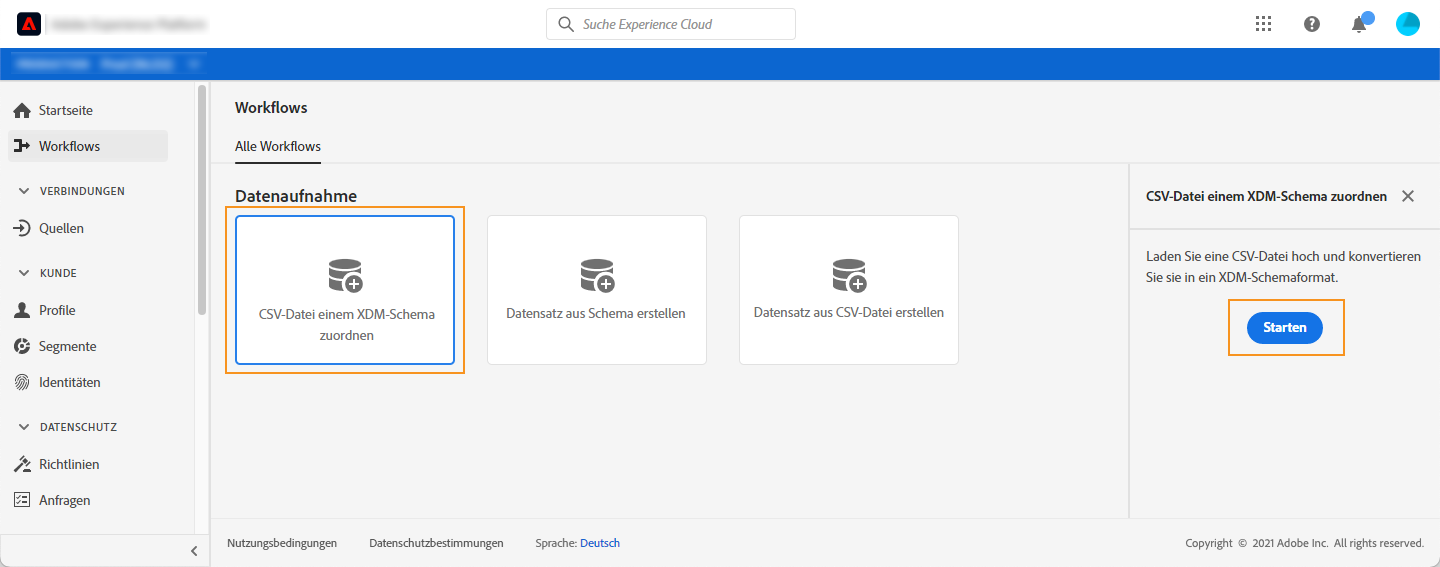 Suche Experience Cloud
Startseite
Workflows
VERBINDUNGEN
Quellen
KUNDE
Profile
Segmente
Identitäten
DATENSCHUTZ
Richtlinien
Anfragen
Workflows
Alle Workflows
Datenaufnahme
CSV-Datei einem XDM-Schema
zuordnen
Datensatz aus Schema erstellen
Datensatz aus CSV-Datei erstellen
CSV-Datei einem XDM-Schema zuordnen
Laden Sie eine CSV-Datei hoch und konvertieren
Sie sie in ein XDM-Schemaformat.
Starten
Nutzungsbedingungen Datenschutzbestimmungen Sprache: Deutsch Copyright © 2021 Adobe Inc. All rights reserved.